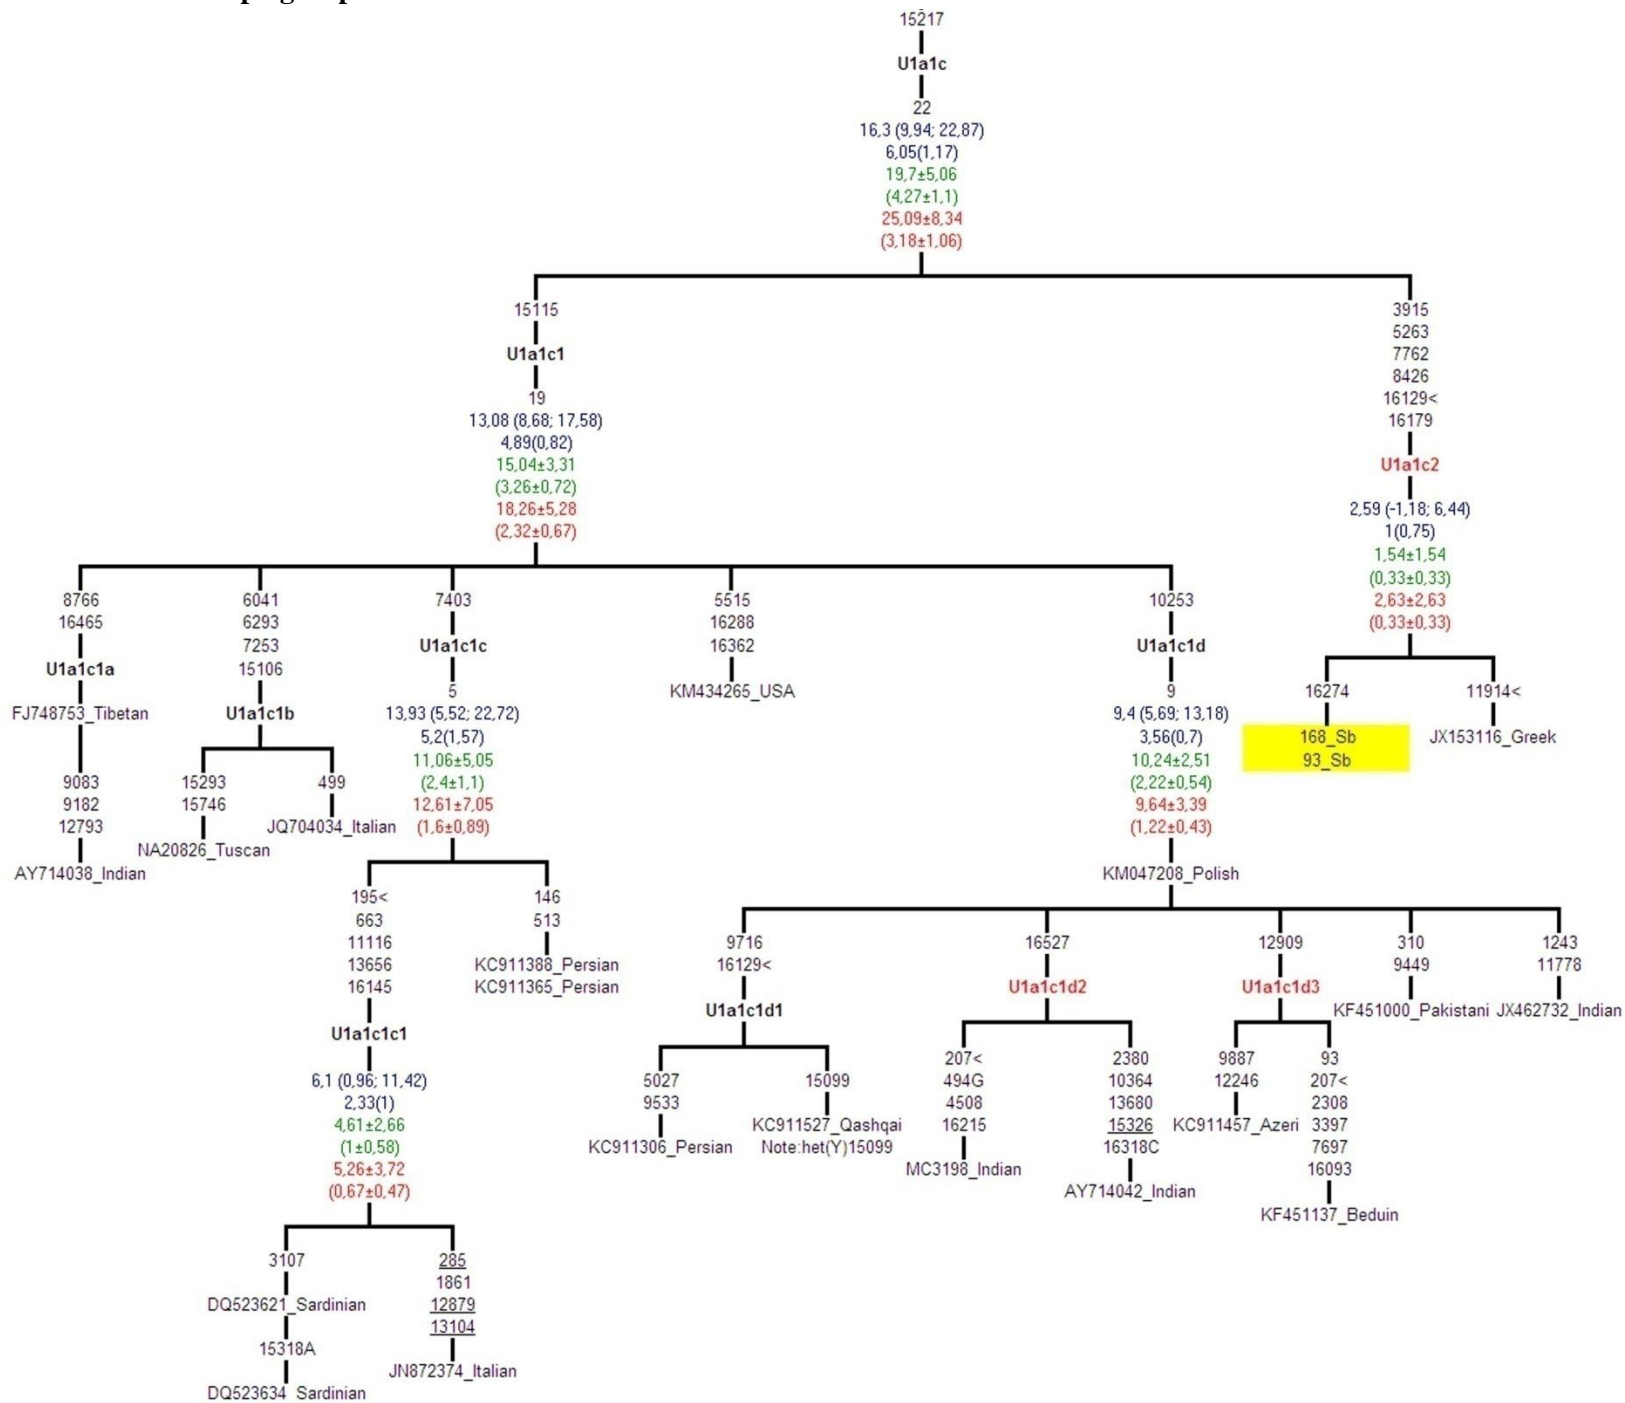 15217
U1a1c
22
16,3 (9,94; 22,87)
6,05(1,17)
19,7±5,06
(4,27±1,1)
25,09±8,34
(3,18±1,06)
15115
U1a1c1
19
13,08 (8,68; 17,58)
4,89(0,82)
15,04±3,31
(3,26±0,72)
18,26±5,28
(2,32±0,67)
3915
5263
7762
8426
16129<
16179
U1a1c2
2,59 (-1,18; 6,44)
1(0,75)
1,54±1,54
(0,33±0,33)
2,63±2,63
(0,33±0,33)
8766
16465
U1a1c1a
FJ748753_Tibetan
9083
9182
12793
AY714038_Indian
6041
6293
7253
15106
U1a1c1b
15293
15746
NA20826_Tuscan
499
JQ704034_Italian
7403
U1a1c1c
5
13,93 (5,52; 22,72)
5,2(1,57)
11,06±5,05
(2,4±1,1)
12,61±7,05
(1,6±0,89)
195<
663
11116
13656
16145
U1a1c1c1
6,1 (0,96; 11,42)
2,33(1)
4,61±2,66
(1±0,58)
5,26±3,72
(0,67±0,47)
3107
DQ523621_Sardinian
15318A
DQ523634_Sardinian
285
1861
12879
13104
JN872374_Italian
146
513
KC911388_Persian
KC911365_Persian
5515
16288
16362
KM434265_USA
10253
U1a1c1d
9
9,4 (5,69; 13,18)
3,56(0,7)
10,24±2,51
(2,22±0,54)
9,64±3,39
(1,22±0,43)
KM047208_Polish
9716
16129<
U1a1c1d1
5027
9533
KC911306_Persian
15099
KC911527_Qashqai
Note:het(Y)15099
16527
U1a1c1d2
207<
494G
4508
16215
MC3198_Indian
2380
10364
13680
15326
16318C
AY714042_Indian
12909
U1a1c1d3
9887
12246
KC911457_Azeri
93
207<
2308
3397
7697
16093
KF451137_Beduin
310
9449
KF451000_Pakistani
1243
11778
JX462732_Indian
16274
168_Sb
93_Sb
11914<
JX153116_Greek